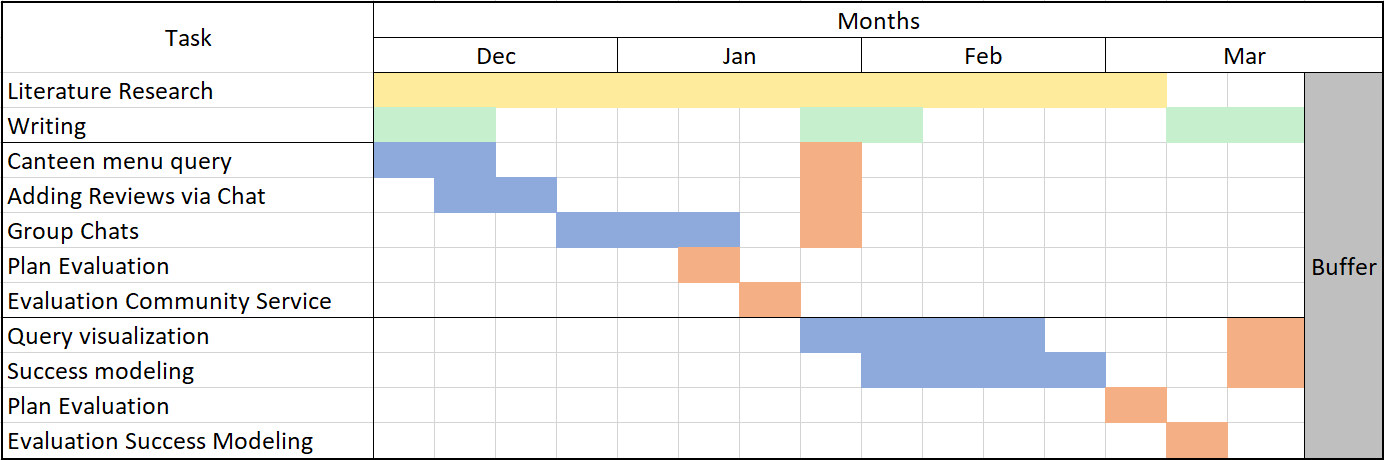 Task
Months
Dec
Jan
Feb
Mar
Literature Research
Writing
Canteen menu query
Adding Reviews via Chat
Group Chats
Plan Evaluation
Buffer
Evaluation Community Service
Query visualization
Success modeling
Plan Evaluation
Evaluation Success Modeling